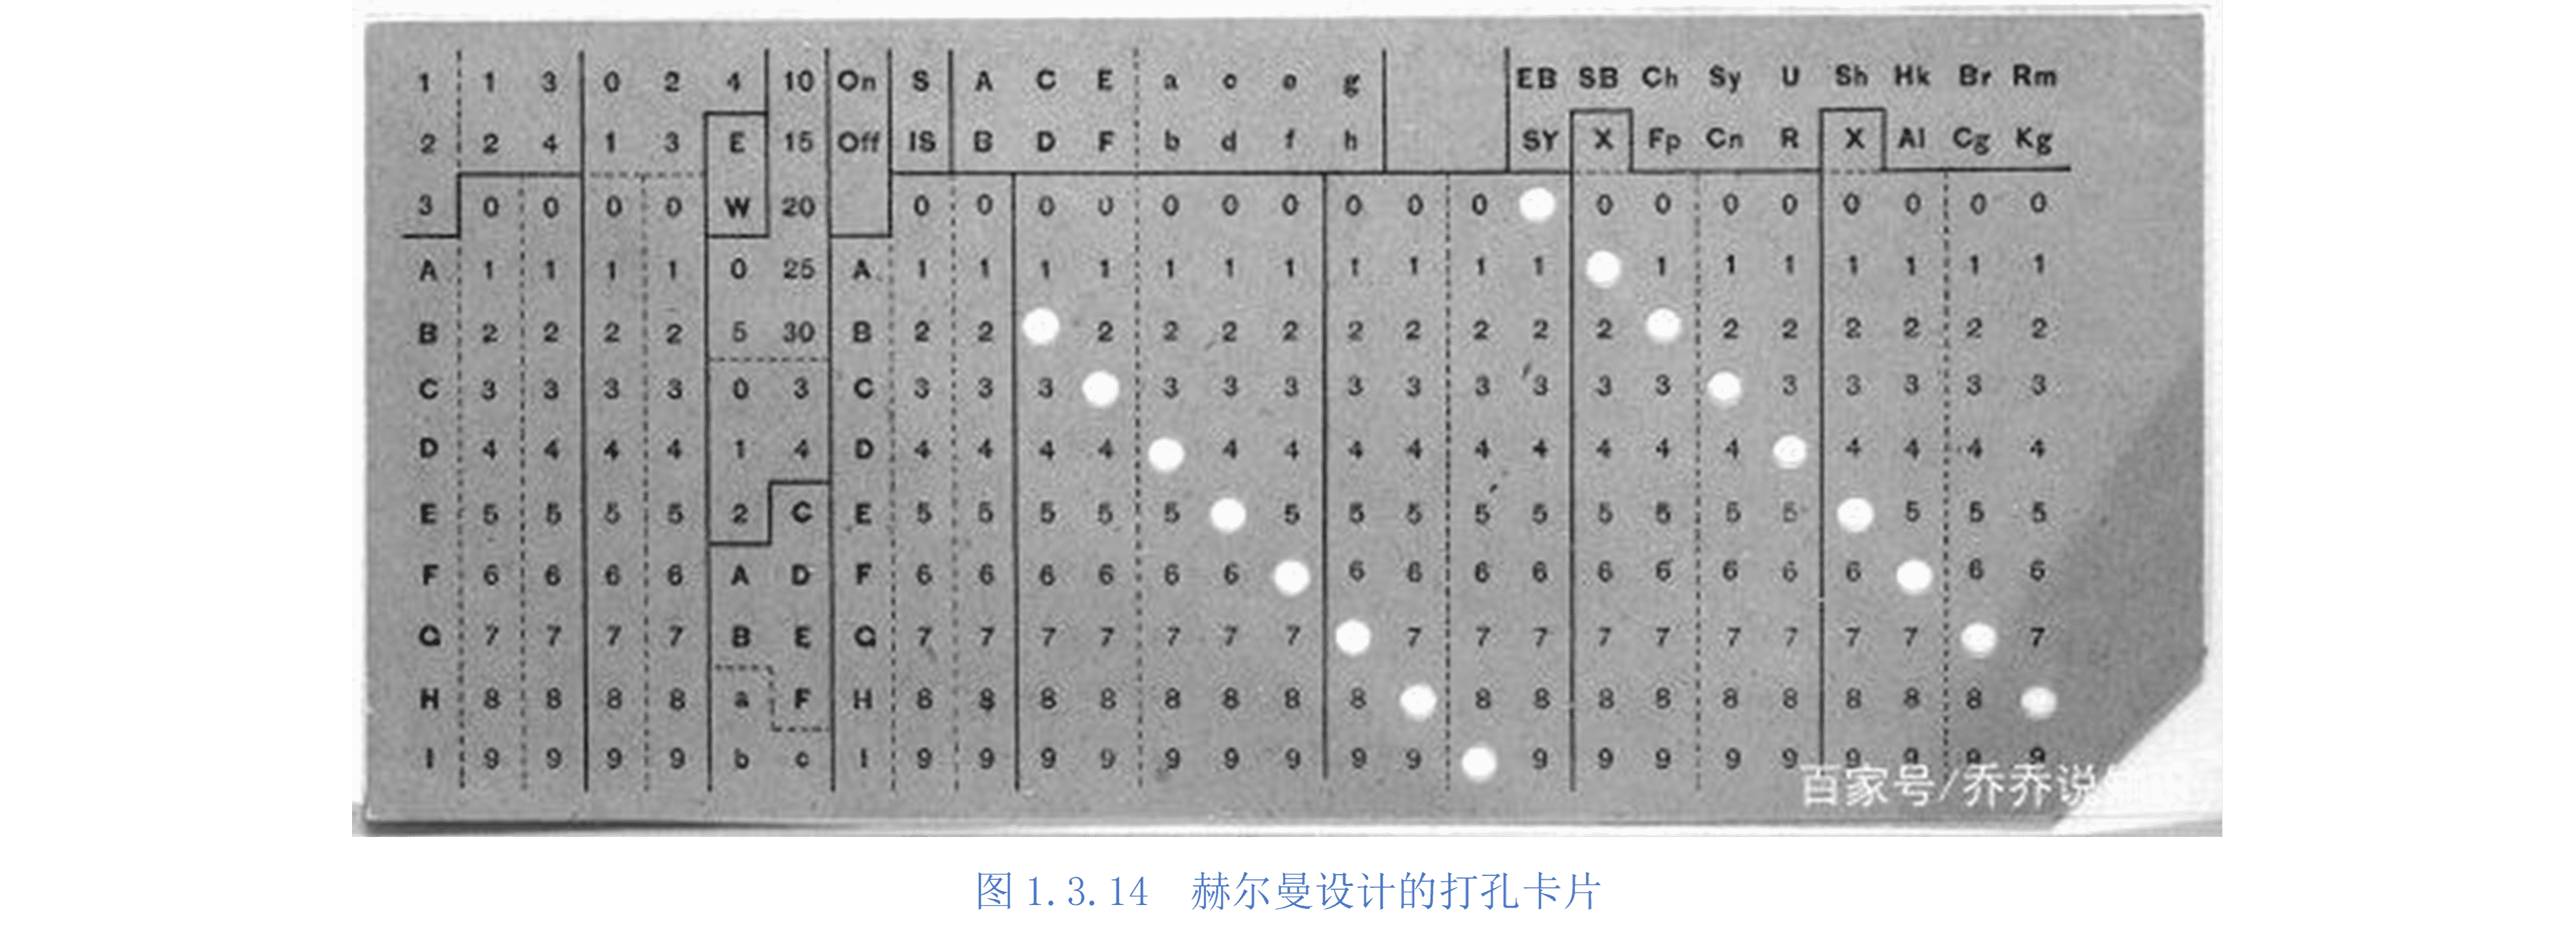 1 1 3 0 2 4 10 On S A C E a c e g EB SB Ch Sy U Sh Hk Br Rm
2 2 4 1 3 E 15 Off IS B D F b d f h SY X Fp Cn R X Al Cg Kg
3 0 0 0 0 W 20 0 0 0 0 0 0 0 0 0 0 0 0 0 0 0 0 0 0
A 1 1 1 1 0 25 A 1 1 1 1 1 1 1 1 1 1 1 1 1 1 1 1 1 1
B 2 2 2 2 5 30 B 2 2 2 2 2 2 2 2 2 2 2 2 2 2 2 2
C 3 3 3 3 0 3 C 3 3 3 3 3 3 3 3 3 3 3 3 3 3 3 3 3
D 4 4 4 4 1 4 D 4 4 4 4 4 4 4 4 4 4 4 4 4 4 4 4 4
E 5 5 5 5 2 C E 5 5 5 5 5 5 5 5 5 5 5 5 5 5 5 5 5
F 6 6 6 6 A D F 6 6 6 6 6 6 6 6 6 6 6 6 6 6 6 6 6
G 7 7 7 7 B E G 7 7 7 7 7 7 7 7 7 7 7 7 7 7 7 7 7
H 8 8 8 8 a F H 8 8 8 8 8 8 8 8 8 8 8 8 8 8 8 8 8
I 9 9 9 9 b c I 9 9 9 9 9 9 9 9 9 9 9 9 9 9 9 9 9 9
百家号/乔乔说
图 1.3.14 赫尔曼设计的打孔卡片